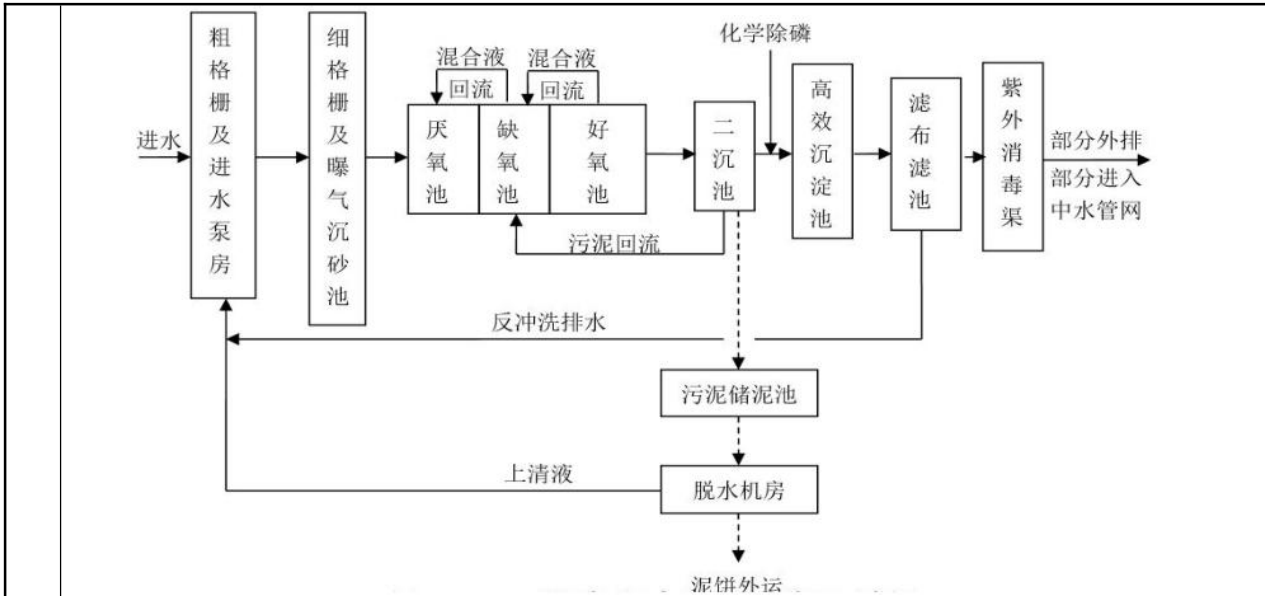 化学除磷
混合液
回流
混合液
回流
进水
粗格栅及进水泵房
细格栅及曝气沉砂池
厌氧池
缺氧池
好氧池
二沉池
高效沉淀池
滤布滤池
紫外消毒渠
部分外排
部分进入
中水管网
污泥回流
反冲洗排水
污泥储泥池
上清液
脱水机房
泥饼外运